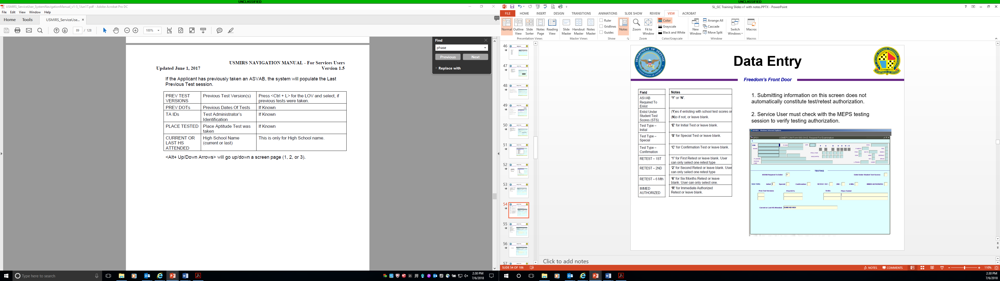 UNCLASSIFIED
USMIRS_ServiceUser_SystemNavigationManual_v1-5_1Jun17.pdf - Adobe Acrobat Pro DC
File Edit View Window Help
Home Tools USMIRS_ServiceUse... ×
89 / 128 100%
Find
phase
Previous Next
Replace with
USMIRS NAVIGATION MANUAL - For Services Users
Updated June 1, 2017 Version 1.5
If the Applicant has previously taken an ASVAB, the system will populate the Last
Previous Test session.
PREV TEST VERSIONS Previous Test Version(s) Press <Ctrl + L> for the LOV and select, if previous tests were taken.
PREV DOTs Previous Dates Of Tests If Known
TA IDs Test Administrator's Identification If Known
PLACE TESTED Place Aptitude Test was taken If Known
CURRENT OR LAST HS ATTENDED High School Name (current or last) This is only for High School name.
<Alt+ Up/Down Arrows> will go up/down a screen page (1, 2, or 3).
Type here to search
2:30 PM
7/6/2018
UNCLASSIFIED
SL_GC Training Slides v1 with notes.PPTX - PowerPoint
FILE HOME INSERT DESIGN TRANSITIONS ANIMATIONS SLIDE SHOW REVIEW VIEW ACROBAT
Normal Outline View Slide Sorter Notes Page Reading View
Presentation Views
Slide Master Handout Master Notes Master
Master Views
Ruler
Gridlines
Guides
Show
Notes
Zoom Fit to Window
Zoom
Color
Grayscale
Black and White
Color/Grayscale
New Window
Arrange All
Cascade
Move Split
Switch Windows
Window
Macros
Macros
46
47
48
49
50
51
52
53
54
55
56
57
DEPARTMENT OF DEFENSE
UNITED STATES OF AMERICA
Data Entry
MILITARY ENTRANCE PROCESSING COMMAND
DEPARTMENT OF DEFENSE
Freedom's Front Door
Field Notes
ASVAB Required To Enlist 'Y' or 'N'.
Enlist Under Student Test Scores (STS) (Y)es if enlisting with school test scores or (N)o if not, or leave blank.
Test Type – Initial 'E' for Initial Test or leave blank.
Test Type – Special 'S' for Special Test or leave blank.
Test Type – Confirmation 'C' for Confirmation Test or leave blank.
RETEST – 1ST '1' for First Retest or leave blank. User can only select one retest type
RETEST – 2ND '2' for Second Retest or leave blank. User can only select one retest type
RETEST – 6 Mth '6' for Six Months Retest or leave blank. User can only select one.
IMMED AUTHORIZED 'R' for Immediate Authorized Retest or leave blank.
1. Submitting information on this screen does not
automatically constitute test/retest authorization.
2. Service User must check with the MEPS testing
session to verify testing authorization.
USMIRS - Windows Internet Explorer
OP01 USMEPCOM Form 680-3A-E, Request For Examination
TESTING
ASVAB Required To Enlist: Y Enlist Under Student Test Scores:
TEST TYPE: Initial: E Special: Confirmation: RETEST: 1ST: 2ND: 6 Mth: IMMED AUTHORIZED:
Prev Test Versions Prev DOTs TA IDs Place Tested
Current or Last HS Attended: DUMB KID HIGH
Click to add notes
SLIDE 54 OF 106 NOTES COMMENTS 110%
2:30 PM
7/6/2018